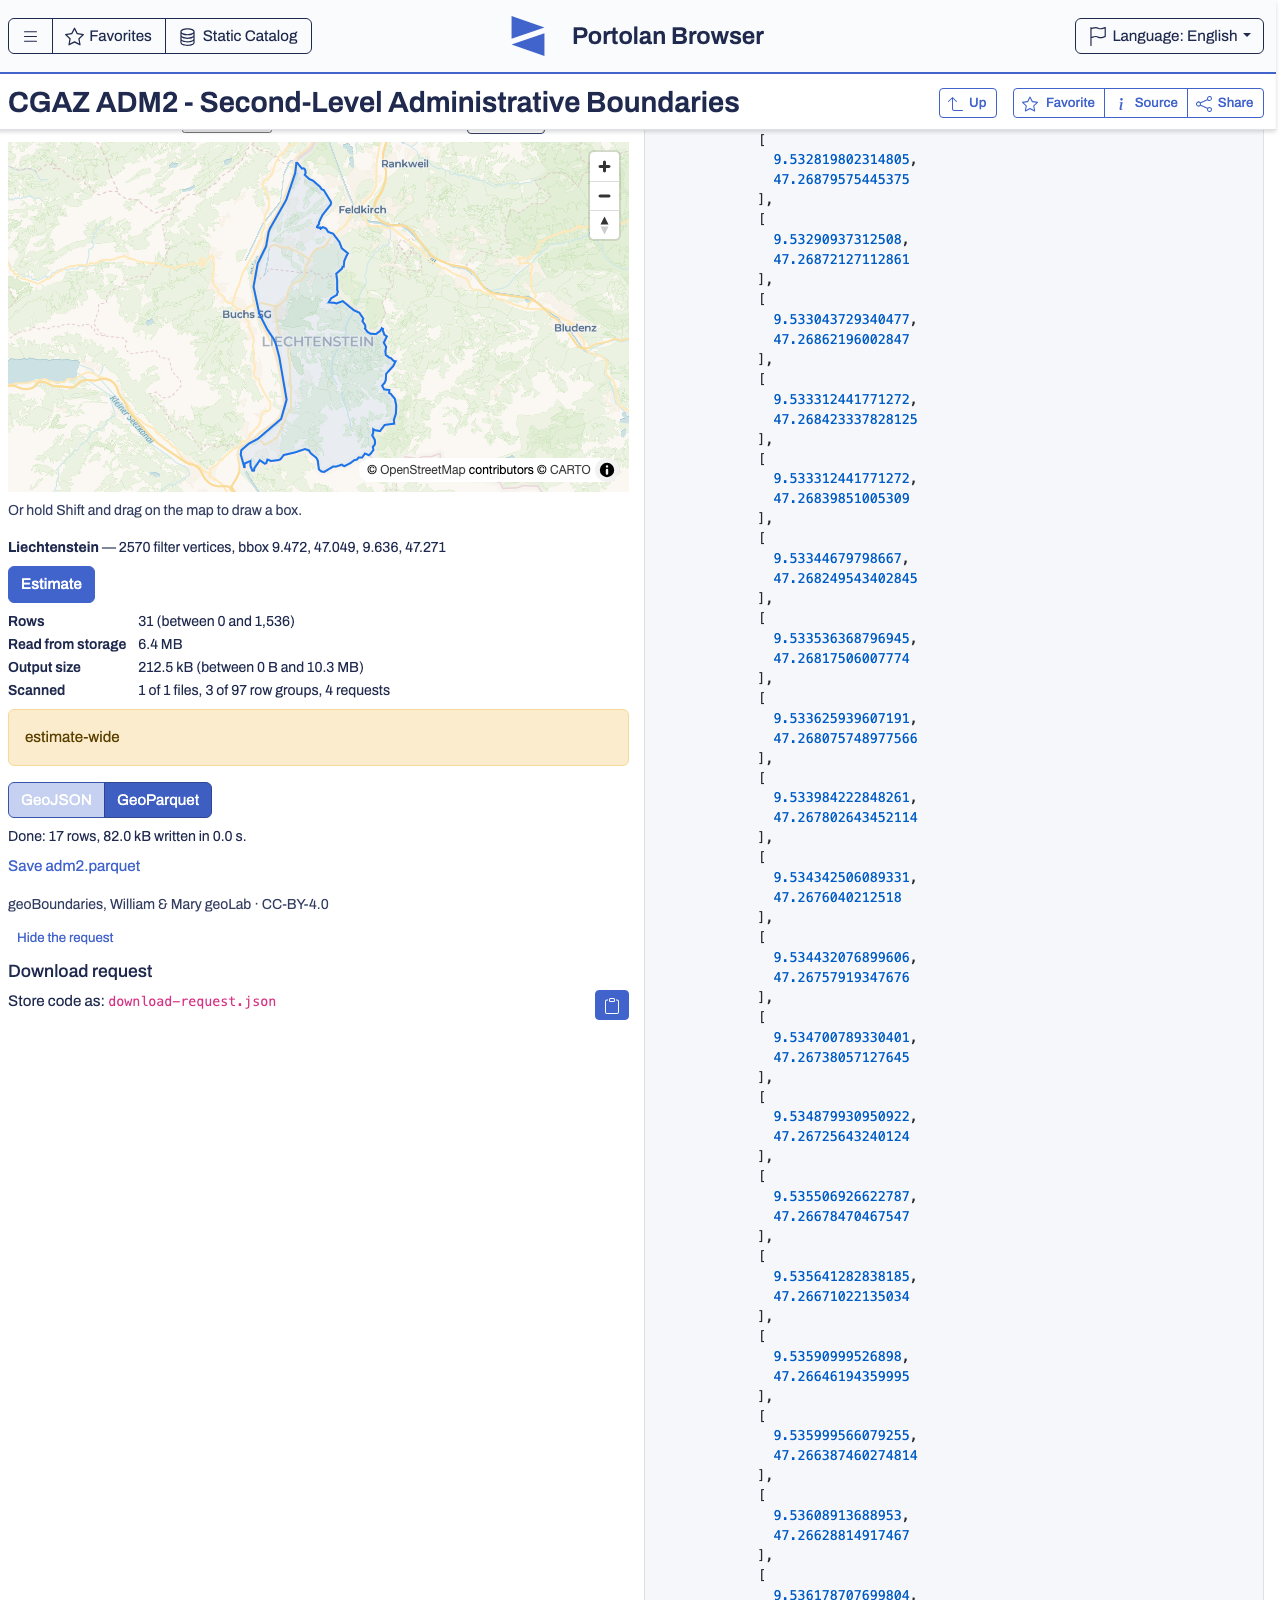 Favorites
Static Catalog
Portolan Browser
Language: English
CGAZ ADM2 - Second-Level Administrative Boundaries
Up
Favorite
Source
Share
Rankweil
Feldkirch
Buchs SG
Bludenz
LIECHTENSTEIN
Kleiner Seezkanal
© OpenStreetMap contributors © CARTO
Or hold Shift and drag on the map to draw a box.
Liechtenstein — 2570 filter vertices, bbox 9.472, 47.049, 9.636, 47.271
Estimate
Rows 31 (between 0 and 1,536)
Read from storage 6.4 MB
Output size 212.5 kB (between 0 B and 10.3 MB)
Scanned 1 of 1 files, 3 of 97 row groups, 4 requests
estimate-wide
GeoJSON
GeoParquet
Done: 17 rows, 82.0 kB written in 0.0 s.
Save adm2.parquet
geoBoundaries, William & Mary geoLab · CC-BY-4.0
Hide the request
Download request
Store code as: download-request.json
[
9.532819802314805,
47.26879575445375
],
[
9.53290937312508,
47.26872127112861
],
[
9.533043729340477,
47.26862196002847
],
[
9.533312441771272,
47.268423337828125
],
[
9.533312441771272,
47.26839851005309
],
[
9.53344679798667,
47.268249543402845
],
[
9.533536368796945,
47.26817506007774
],
[
9.533625939607191,
47.268075748977566
],
[
9.533984222848261,
47.267802643452114
],
[
9.534342506089331,
47.2676040212518
],
[
9.534432076899606,
47.26757919347676
],
[
9.534700789330401,
47.26738057127645
],
[
9.534879930950922,
47.26725643240124
],
[
9.535506926622787,
47.26678470467547
],
[
9.535641282838185,
47.26671022135034
],
[
9.53590999526898,
47.26646194359995
],
[
9.535999566079255,
47.266387460274814
],
[
9.53608913688953,
47.26628814917467
],
[
9.536178707699804,